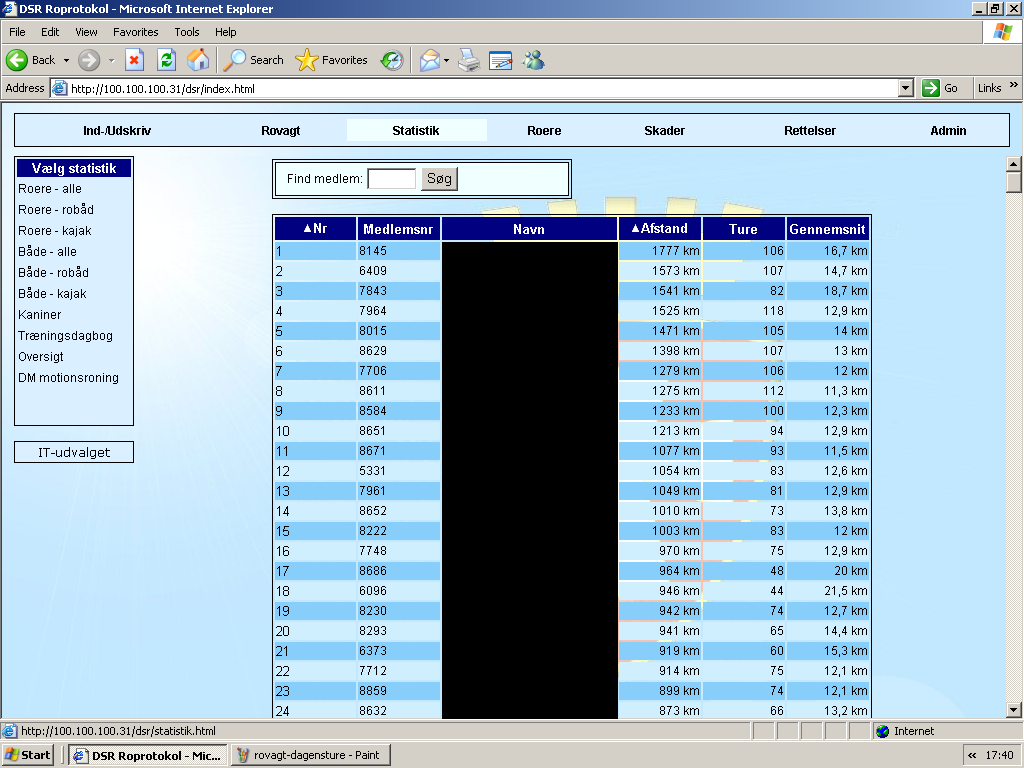 DSR Roprotokol - Microsoft Internet Explorer
File Edit View Favorites Tools Help
Back Search Favorites
Address http://100.100.100.31/dsr/index.html Go Links »
Ind-/Udskriv Rovagt Statistik Roere Skader Rettelser Admin
Vælg statistik
Roere - alle
Roere - robåd
Roere - kajak
Både - alle
Både - robåd
Både - kajak
Kaniner
Træningsdagbog
Oversigt
DM motionsroning
IT-udvalget
Find medlem: Søg
▲Nr Medlemsnr Navn ▲Afstand Ture Gennemsnit
1 8145 1777 km 106 16,7 km
2 6409 1573 km 107 14,7 km
3 7843 1541 km 82 18,7 km
4 7964 1525 km 118 12,9 km
5 8015 1471 km 105 14 km
6 8629 1398 km 107 13 km
7 7706 1279 km 106 12 km
8 8611 1275 km 112 11,3 km
9 8584 1233 km 100 12,3 km
10 8651 1213 km 94 12,9 km
11 8671 1077 km 93 11,5 km
12 5331 1054 km 83 12,6 km
13 7961 1049 km 81 12,9 km
14 8652 1010 km 73 13,8 km
15 8222 1003 km 83 12 km
16 7748 970 km 75 12,9 km
17 8686 964 km 48 20 km
18 6096 946 km 44 21,5 km
19 8230 942 km 74 12,7 km
20 8293 941 km 65 14,4 km
21 6373 919 km 60 15,3 km
22 7712 914 km 75 12,1 km
23 8859 899 km 74 12,1 km
24 8632 873 km 66 13,2 km
http://100.100.100.31/dsr/statistik.html Internet
Start DSR Roprotokol - Mic... rovagt-dagensture - Paint « 17:40